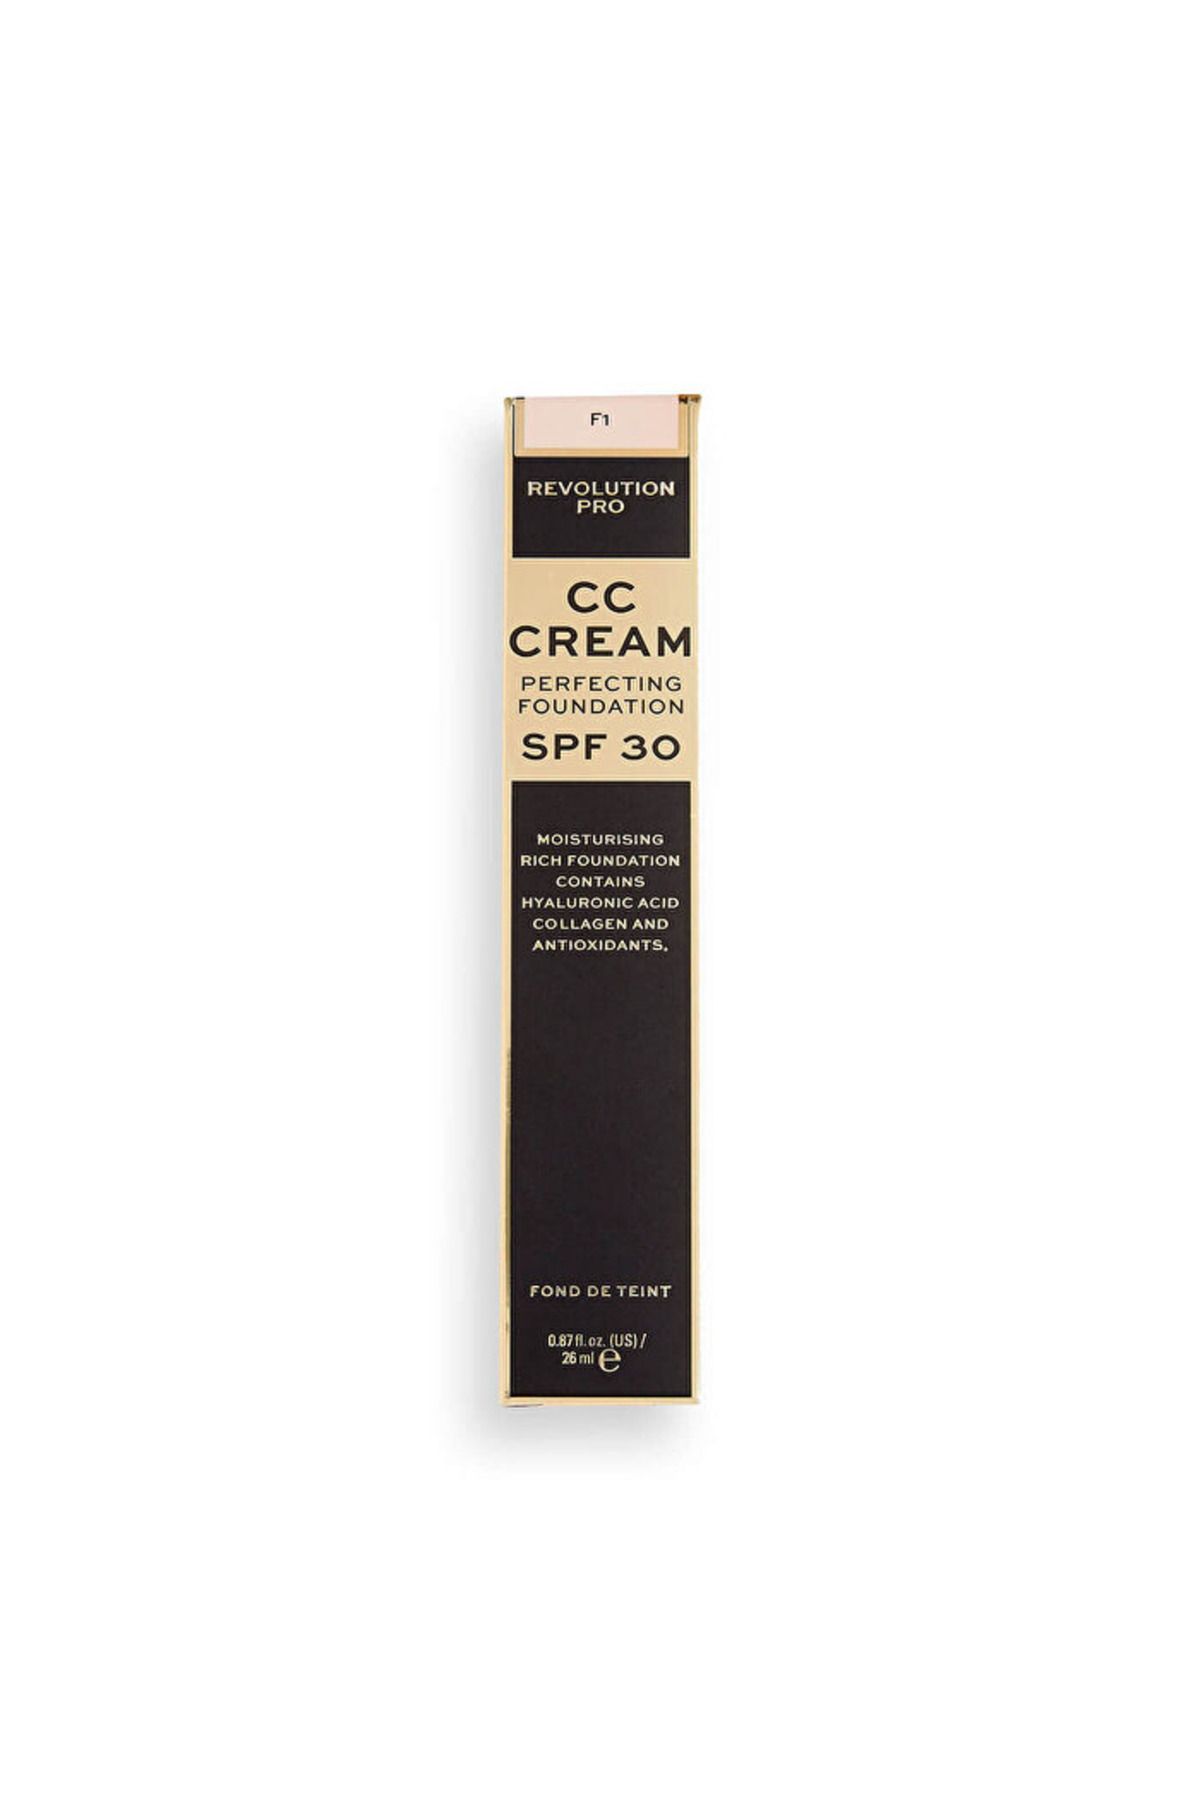 F1
REVOLUTION
PRO
CC
CREAM
PERFECTING
FOUNDATION
SPF 30
MOISTURISING
RICH FOUNDATION
CONTAINS
HYALURONIC ACID
COLLAGEN AND
ANTIOXIDANTS.
FOND DE TEINT
0.87 fl. oz. (US) /
26 ml ℮